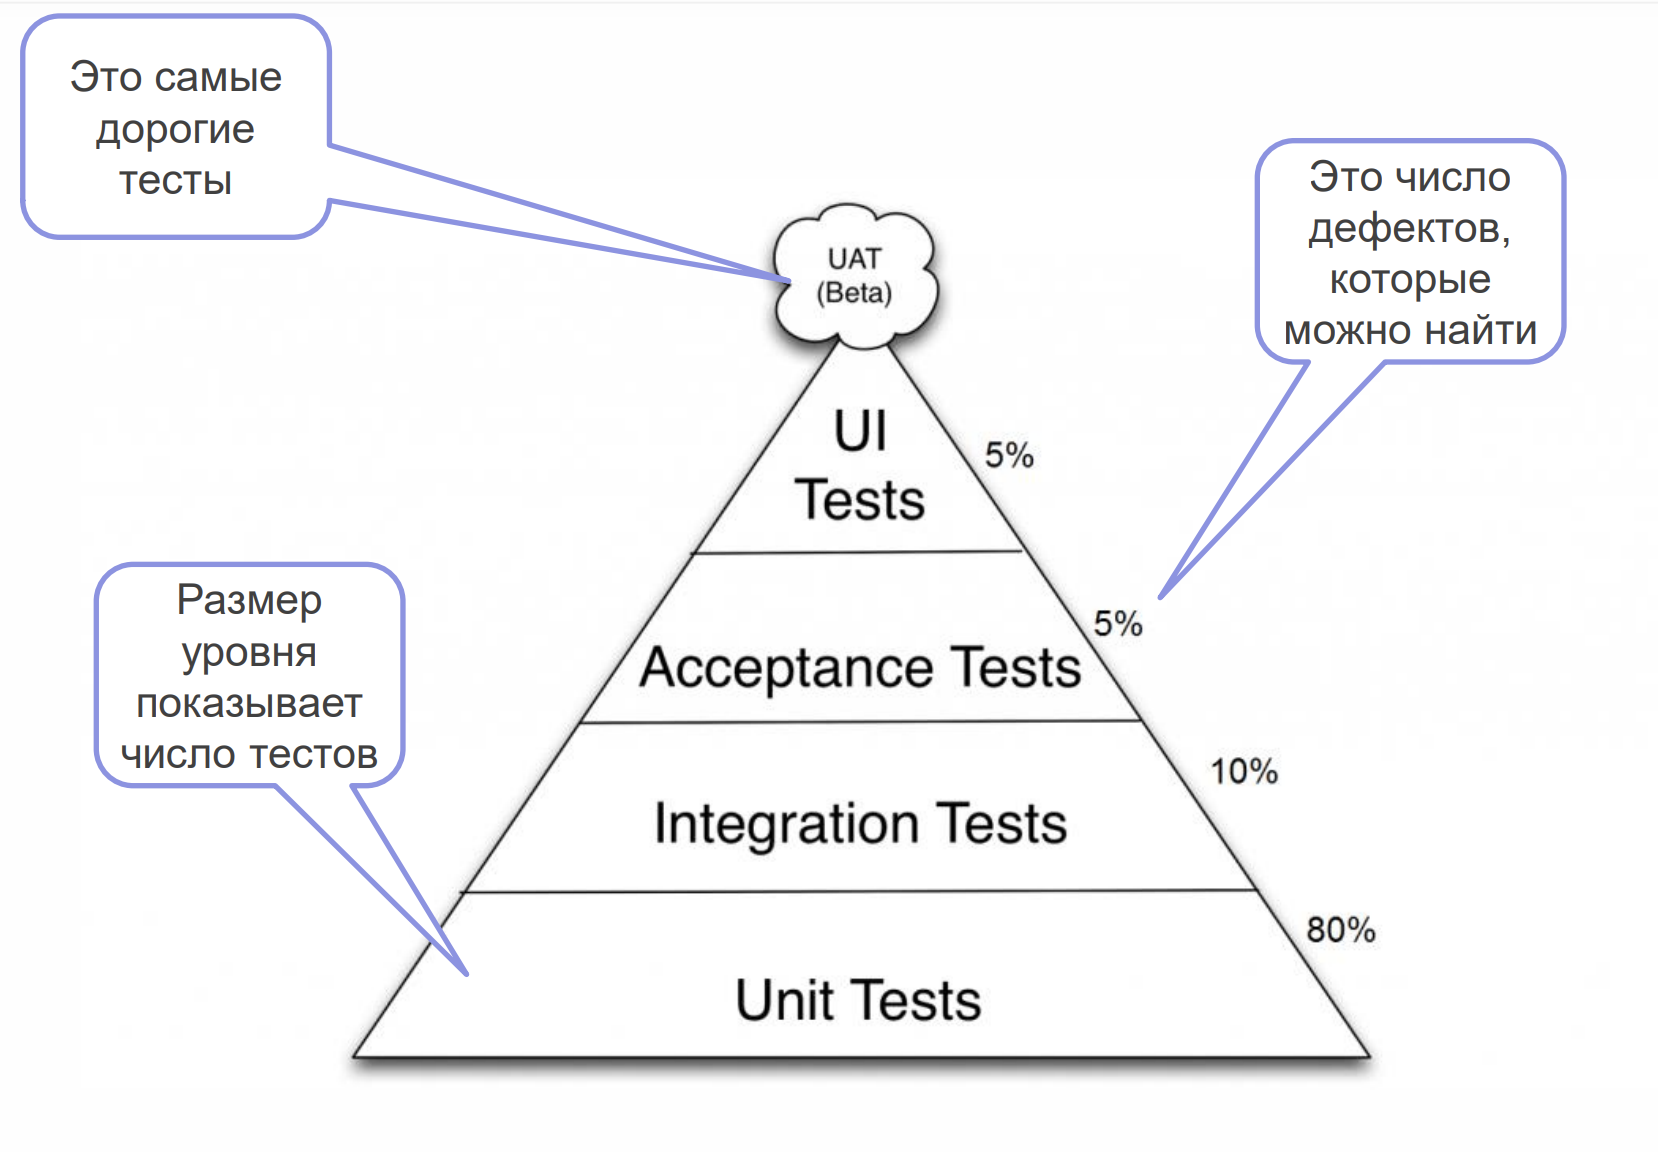 Это самые
дорогие
тесты
Это число
дефектов,
которые
можно найти
UAT
(Beta)
UI
Tests
5%
Размер
уровня
показывает
число тестов
5%
Acceptance Tests
10%
Integration Tests
80%
Unit Tests